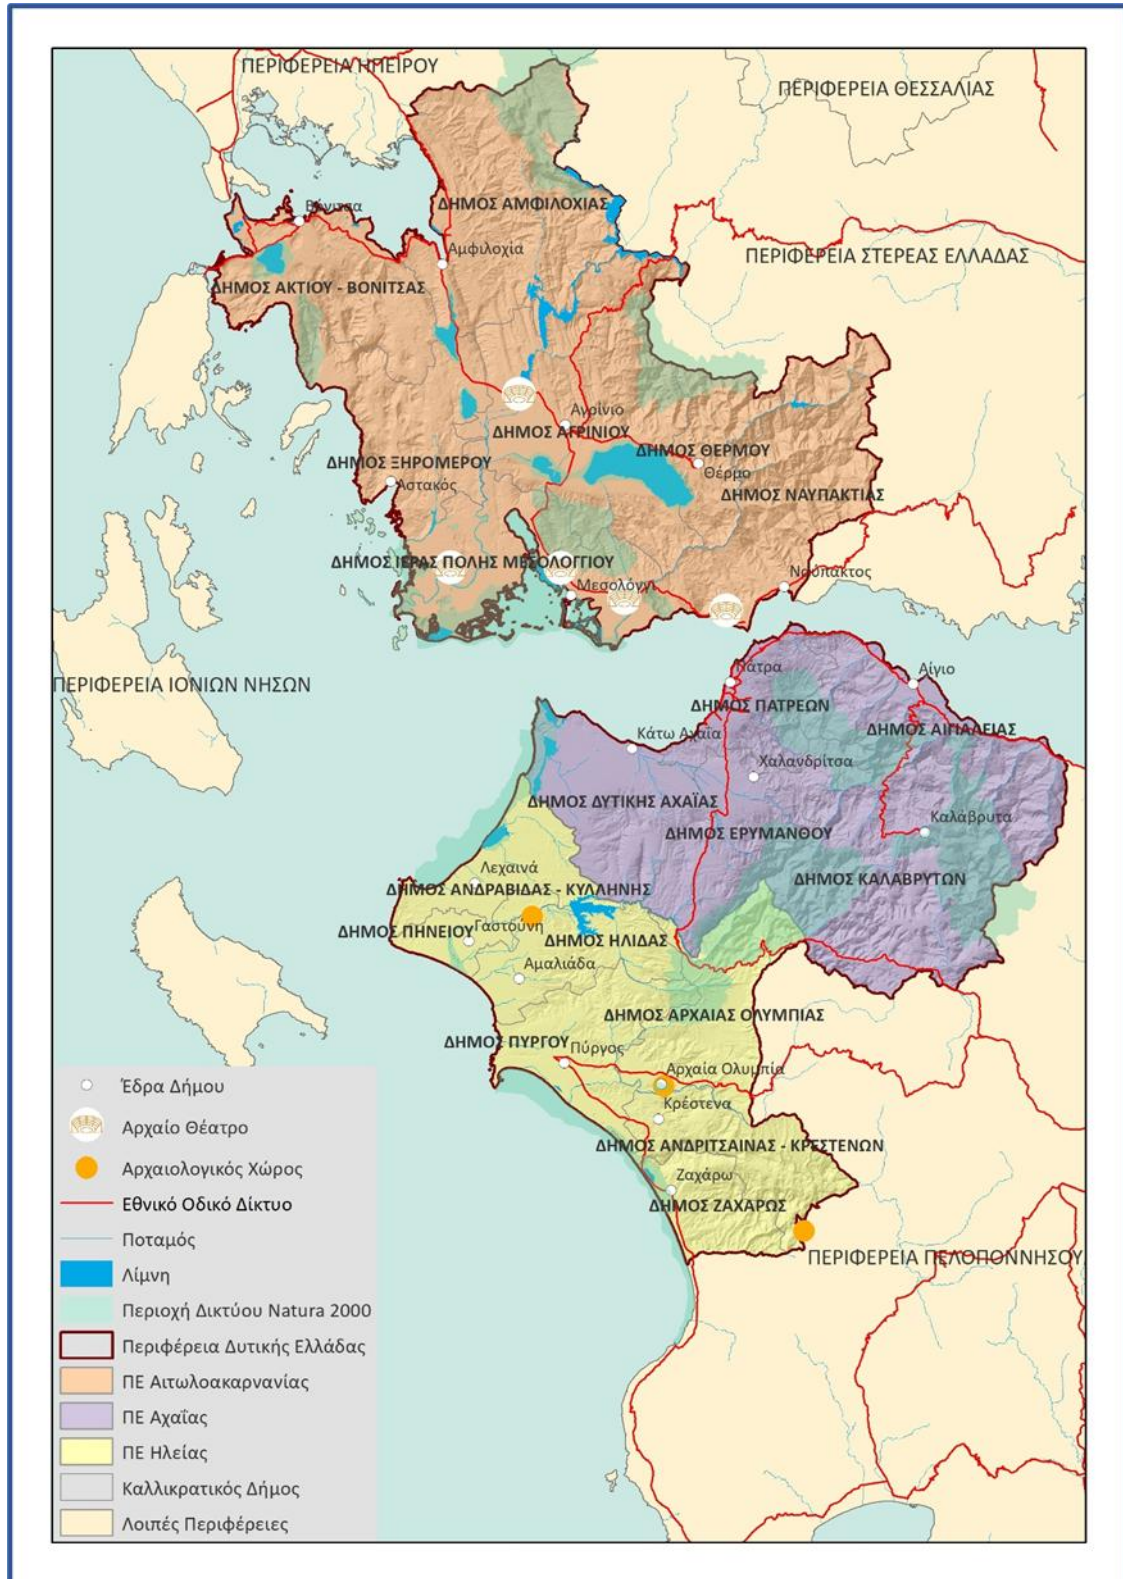 ΠΕΡΙΦΕΡΕΙΑ ΗΠΕΙΡΟΥ
ΠΕΡΙΦΕΡΕΙΑ ΘΕΣΣΑΛΙΑΣ
Βόνιτσα
ΔΗΜΟΣ ΑΜΦΙΛΟΧΙΑΣ
Αμφιλοχία
ΠΕΡΙΦΕΡΕΙΑ ΣΤΕΡΕΑΣ ΕΛΛΑΔΑΣ
ΔΗΜΟΣ ΑΚΤΙΟΥ - ΒΟΝΙΤΣΑΣ
Αγρίνιο
ΔΗΜΟΣ ΑΓΡΙΝΙΟΥ
ΔΗΜΟΣ ΘΕΡΜΟΥ
ΔΗΜΟΣ ΞΗΡΟΜΕΡΟΥ
Θέρμο
Αστακός
ΔΗΜΟΣ ΝΑΥΠΑΚΤΙΑΣ
ΔΗΜΟΣ ΙΕΡΑΣ ΠΟΛΗΣ ΜΕΣΟΛΟΓΓΙΟΥ
Ναύπακτος
Μεσολόγγι
ΠΕΡΙΦΕΡΕΙΑ ΙΟΝΙΩΝ ΝΗΣΩΝ
Πάτρα
Αίγιο
ΔΗΜΟΣ ΠΑΤΡΕΩΝ
ΔΗΜΟΣ ΑΙΓΙΑΛΕΙΑΣ
Κάτω Αχαΐα
Χαλανδρίτσα
ΔΗΜΟΣ ΔΥΤΙΚΗΣ ΑΧΑΪΑΣ
Καλάβρυτα
ΔΗΜΟΣ ΕΡΥΜΑΝΘΟΥ
Λεχαινά
ΔΗΜΟΣ ΚΑΛΑΒΡΥΤΩΝ
ΔΗΜΟΣ ΑΝΔΡΑΒΙΔΑΣ - ΚΥΛΛΗΝΗΣ
ΔΗΜΟΣ ΠΗΝΕΙΟΥ
Γαστούνη
ΔΗΜΟΣ ΗΛΙΔΑΣ
Αμαλιάδα
ΔΗΜΟΣ ΑΡΧΑΙΑΣ ΟΛΥΜΠΙΑΣ
ΔΗΜΟΣ ΠΥΡΓΟΥ
Πύργος
Αρχαία Ολυμπία
Κρέστενα
ΔΗΜΟΣ ΑΝΔΡΙΤΣΑΙΝΑΣ - ΚΡΕΣΤΕΝΩΝ
Ζαχάρω
ΔΗΜΟΣ ΖΑΧΑΡΩΣ
ΠΕΡΙΦΕΡΕΙΑ ΠΕΛΟΠΟΝΝΗΣΟΥ
Έδρα Δήμου
Αρχαίο Θέατρο
Αρχαιολογικός Χώρος
Εθνικό Οδικό Δίκτυο
Ποταμός
Λίμνη
Περιοχή Δικτύου Natura 2000
Περιφέρεια Δυτικής Ελλάδας
ΠΕ Αιτωλοακαρνανίας
ΠΕ Αχαΐας
ΠΕ Ηλείας
Καλλικρατικός Δήμος
Λοιπές Περιφέρειες